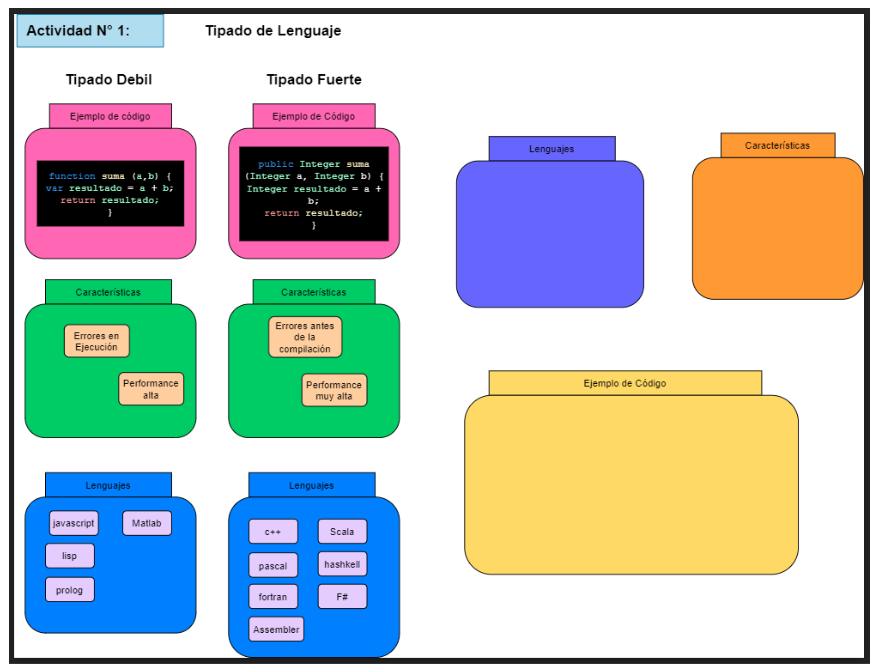 Actividad N° 1:
Tipado de Lenguaje
Tipado Debil
Tipado Fuerte
Ejemplo de código
function suma (a,b) {
var resultado = a + b;
return resultado;
}
Ejemplo de Código
public Integer suma
(Integer a, Integer b) {
Integer resultado = a +
b;
return resultado;
}
Características
Errores en
Ejecución
Performance
alta
Características
Errores antes
de la
compilación
Performance
muy alta
Lenguajes
javascript
Matlab
lisp
prolog
Lenguajes
c++
Scala
pascal
hashkell
fortran
F#
Assembler
Lenguajes
Características
Ejemplo de Código